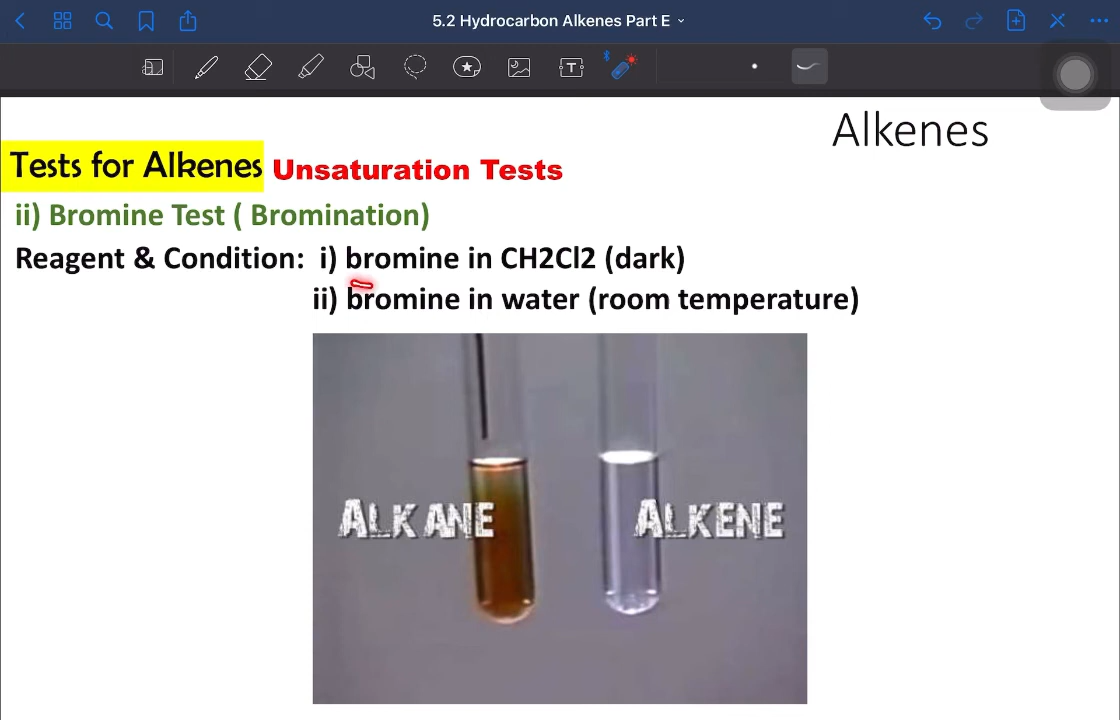 5.2 Hydrocarbon Alkenes Part E
Alkenes
Tests for Alkenes Unsaturation Tests
ii) Bromine Test ( Bromination)
Reagent & Condition: i) bromine in CH2Cl2 (dark)
ii) bromine in water (room temperature)
ALKANE ALKENE